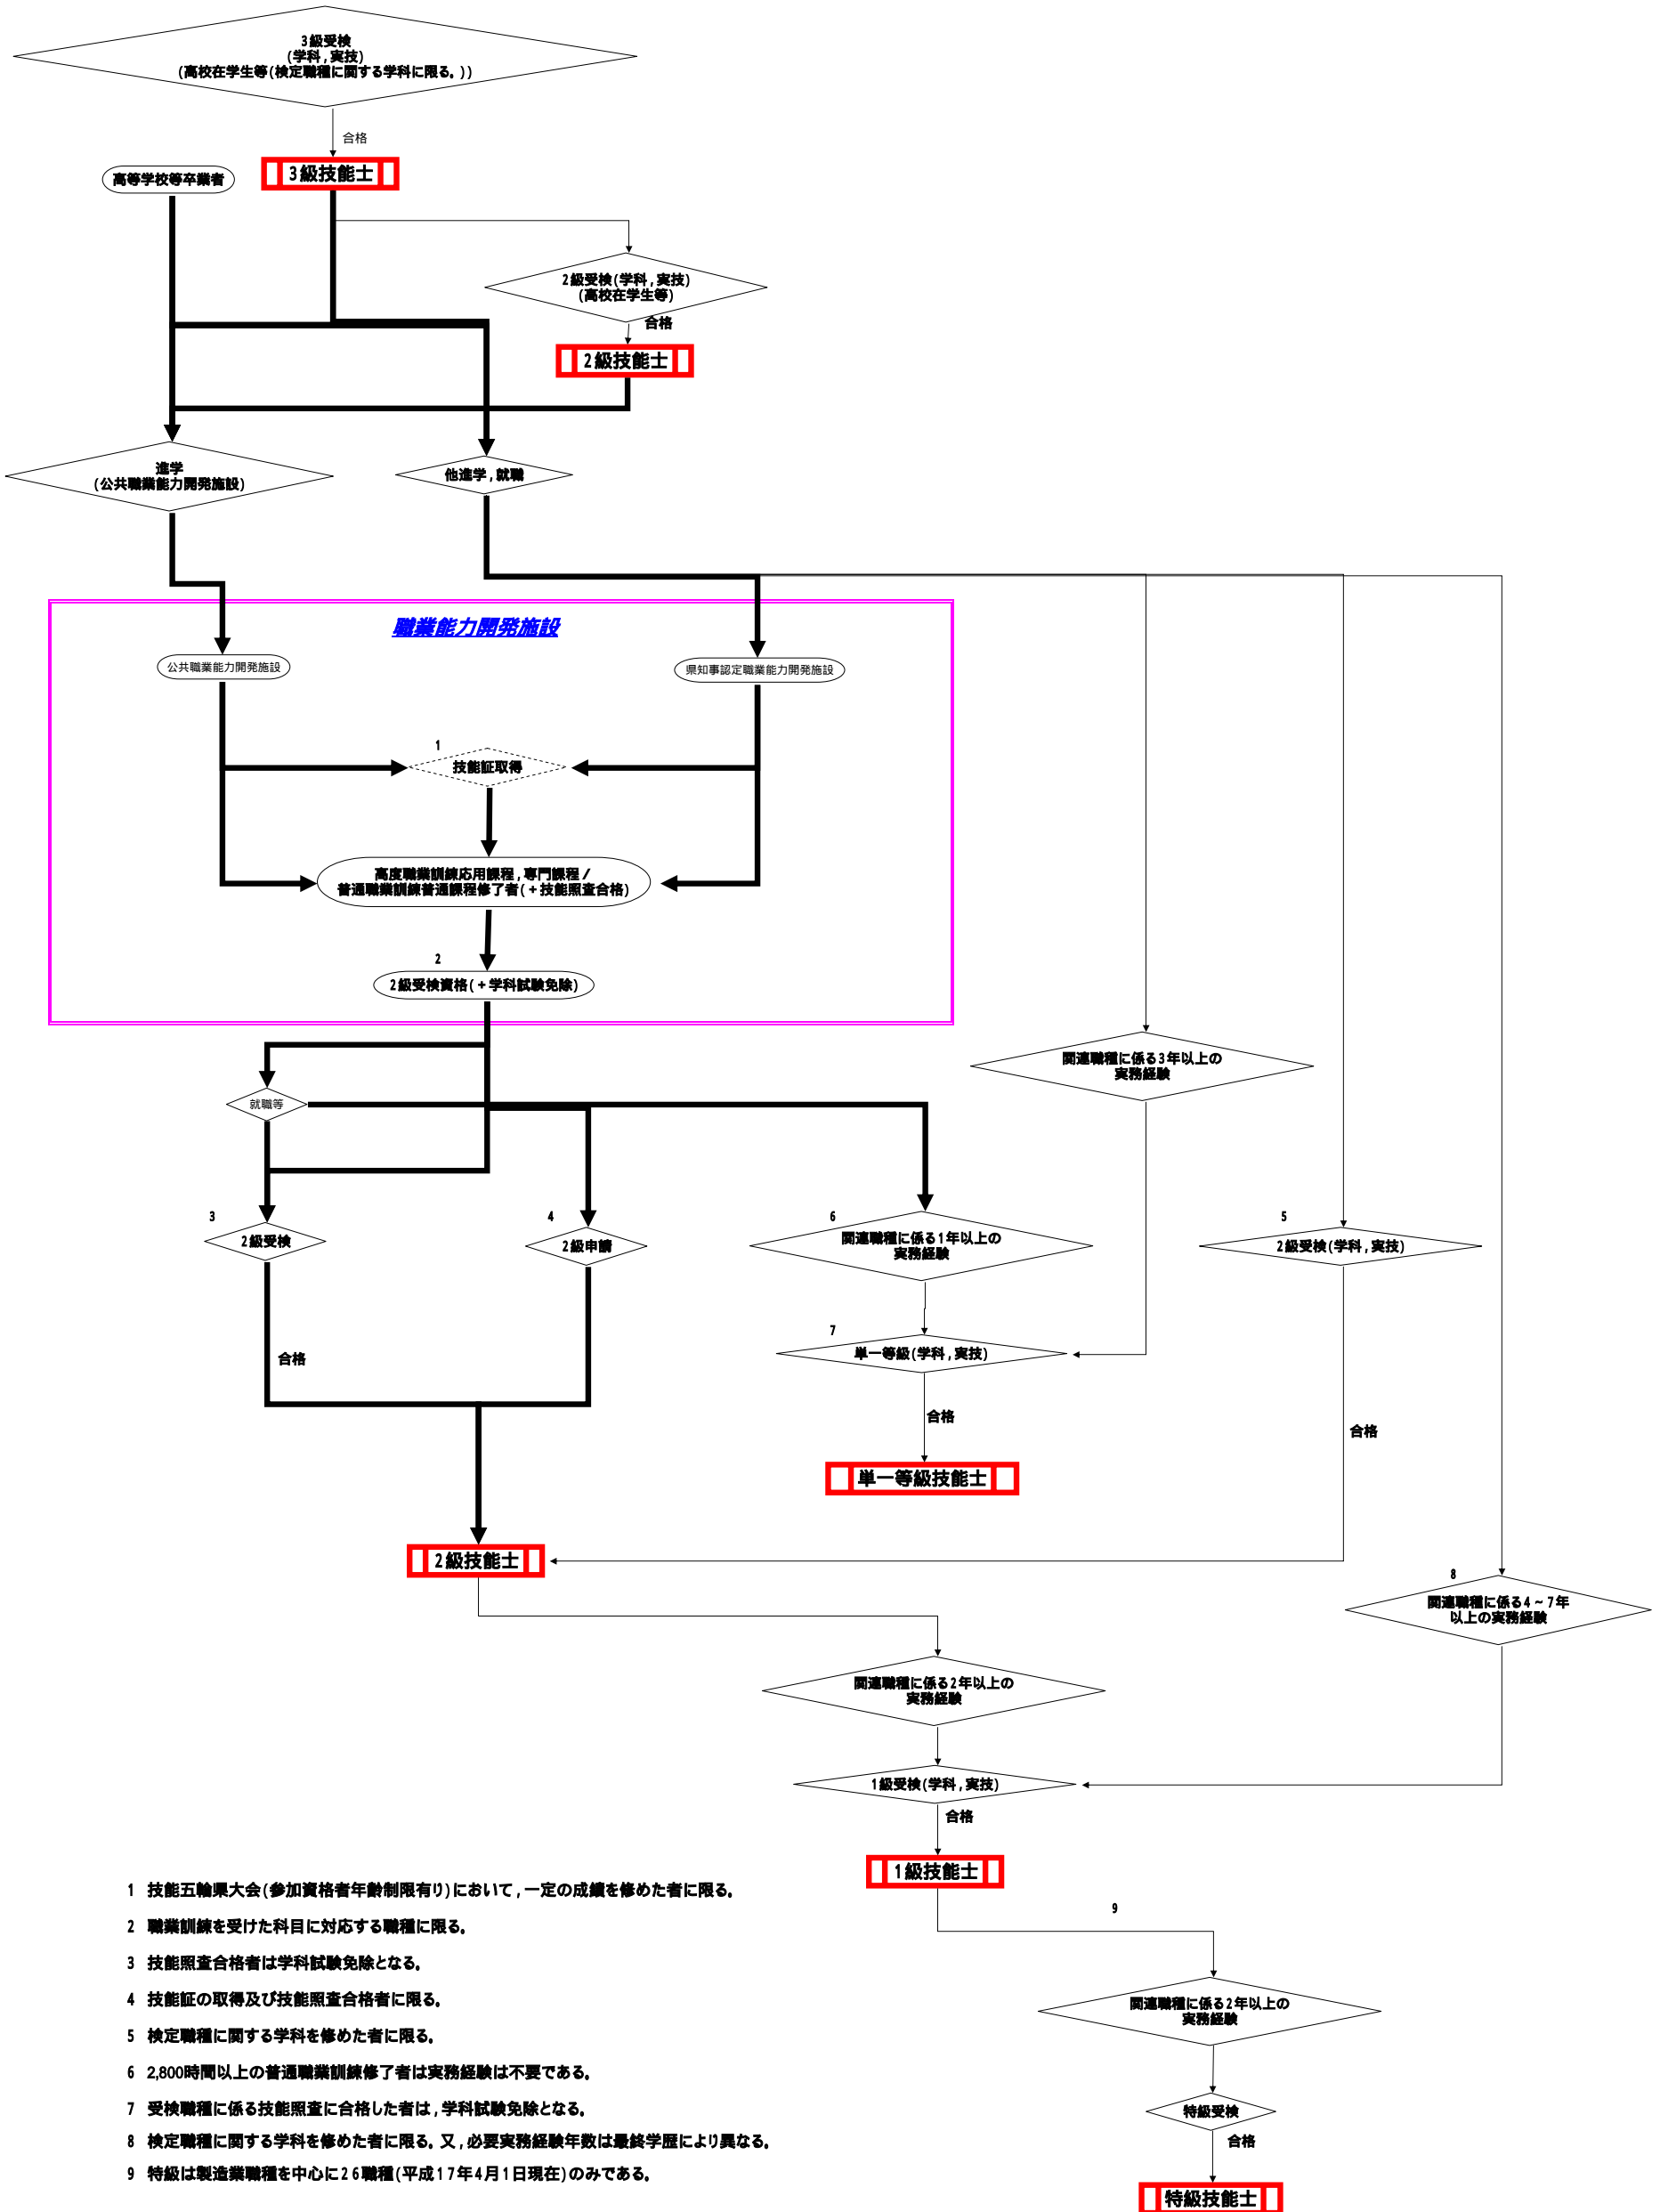 3級受検
(学科,実技)
(高校在学生等(検定職種に関する学科に限る。))
合格
高等学校等卒業者
3級技能士
2級受検(学科,実技)
(高校在学生等)
合格
2級技能士
進学
(公共職業能力開発施設)
他進学,就職
職業能力開発施設
公共職業能力開発施設
県知事認定職業能力開発施設
1
技能証取得
高度職業訓練応用課程,専門課程/
普通職業訓練普通課程修了者(+技能照査合格)
2
2級受検資格(+学科試験免除)
関連職種に係る3年以上の
実務経験
就職等
3
2級受検
4
2級申請
6
関連職種に係る1年以上の
実務経験
5
2級受検(学科,実技)
7
単一等級(学科,実技)
合格
合格
合格
単一等級技能士
2級技能士
8
関連職種に係る4~7年
以上の実務経験
関連職種に係る2年以上の
実務経験
1級受検(学科,実技)
合格
1級技能士
9
関連職種に係る2年以上の
実務経験
特級受検
合格
特級技能士
1 技能五輪県大会(参加資格者年齢制限有り)において,一定の成績を修めた者に限る。
2 職業訓練を受けた科目に対応する職種に限る。
3 技能照査合格者は学科試験免除となる。
4 技能証の取得及び技能照査合格者に限る。
5 検定職種に関する学科を修めた者に限る。
6 2,800時間以上の普通職業訓練修了者は実務経験は不要である。
7 受検職種に係る技能照査に合格した者は,学科試験免除となる。
8 検定職種に関する学科を修めた者に限る。又,必要実務経験年数は最終学歴により異なる。
9 特級は製造業職種を中心に26職種(平成17年4月1日現在)のみである。